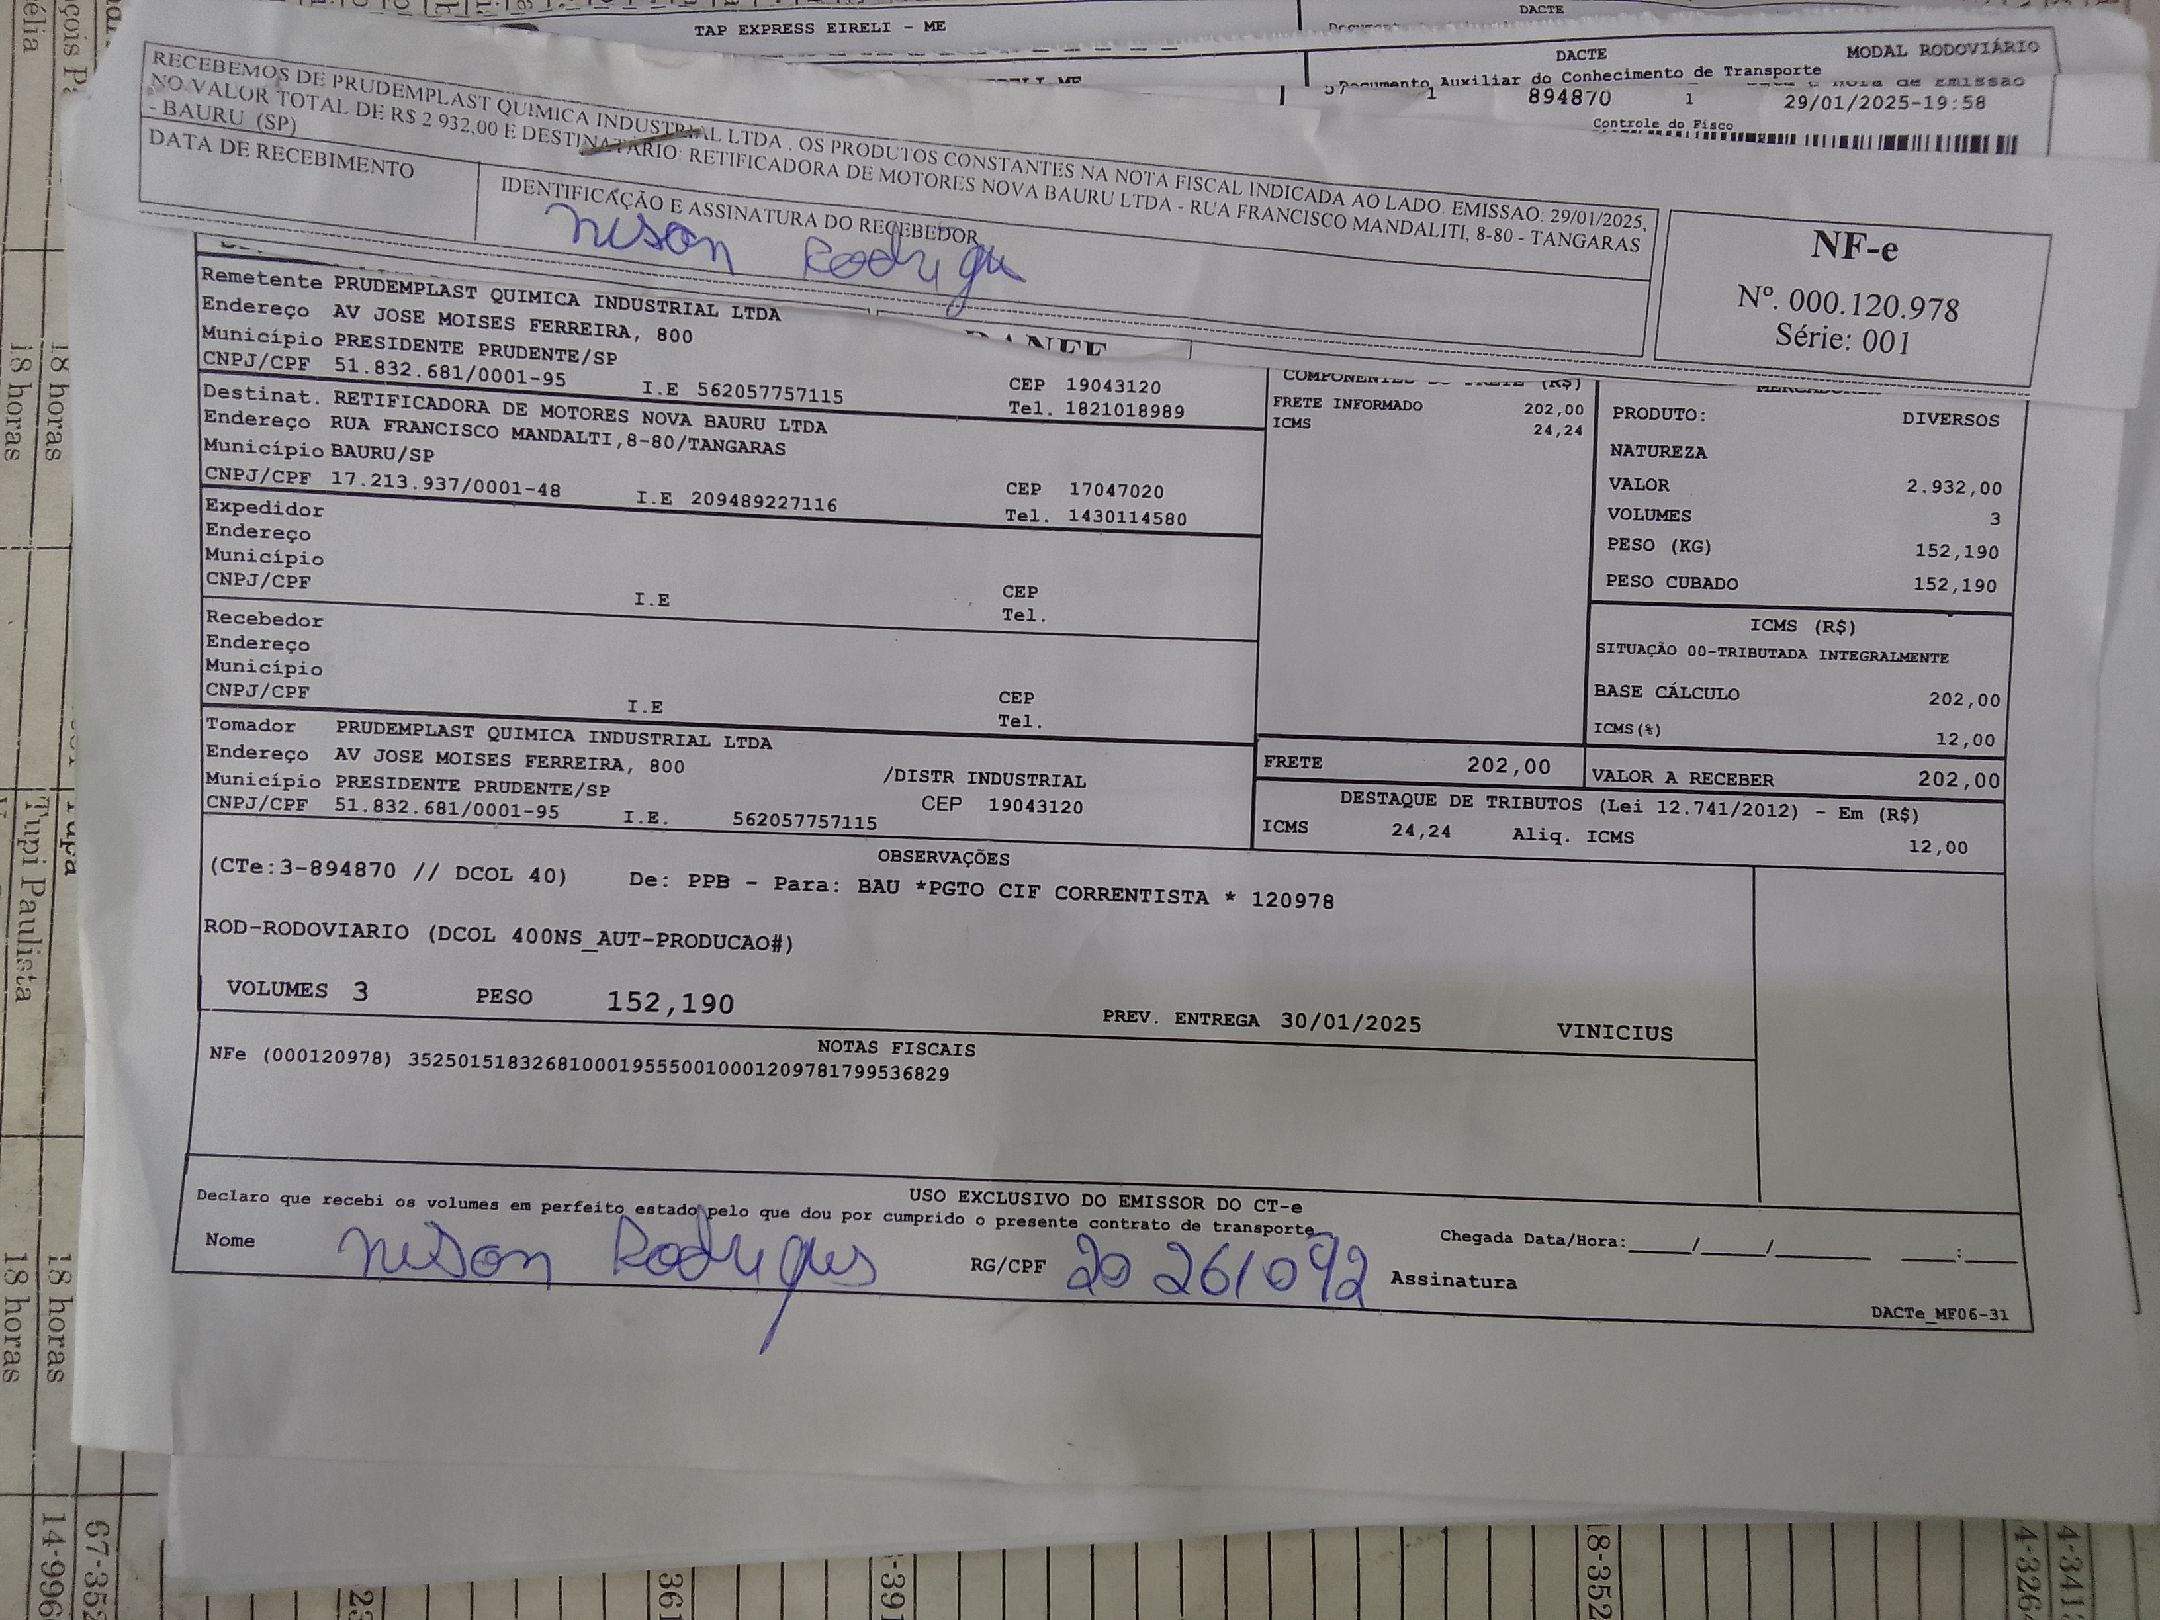 TAP EXPRESS EIRELI - ME
DACTE
DACTE
MODAL RODOVIÁRIO
Documento Auxiliar do Conhecimento de Transporte
1 894870 1 29/01/2025-19:58
Controle do Fisco
RECEBEMOS DE PRUDEMPLAST QUIMICA INDUSTRIAL LTDA . OS PRODUTOS CONSTANTES NA NOTA FISCAL INDICADA AO LADO. EMISSAO: 29/01/2025,
NO VALOR TOTAL DE R$ 2 932,00 E DESTINATARIO: RETIFICADORA DE MOTORES NOVA BAURU LTDA - RUA FRANCISCO MANDALITI, 8-80 - TANGARAS
- BAURU (SP)
DATA DE RECEBIMENTO
IDENTIFICAÇÃO E ASSINATURA DO RECEBEDOR
Nison Rodrigu
NF-e
Nº. 000.120.978
Série: 001
Remetente PRUDEMPLAST QUIMICA INDUSTRIAL LTDA
Endereço AV JOSE MOISES FERREIRA, 800
Município PRESIDENTE PRUDENTE/SP
CNPJ/CPF 51.832.681/0001-95 I.E 562057757115
CEP 19043120
Tel. 1821018989
Destinat. RETIFICADORA DE MOTORES NOVA BAURU LTDA
Endereço RUA FRANCISCO MANDALTI,8-80/TANGARAS
Município BAURU/SP
CNPJ/CPF 17.213.937/0001-48 I.E 209489227116
CEP 17047020
Tel. 1430114580
Expedidor
Endereço
Município
CNPJ/CPF I.E
CEP
Tel.
Recebedor
Endereço
Município
CNPJ/CPF I.E
CEP
Tel.
Tomador PRUDEMPLAST QUIMICA INDUSTRIAL LTDA
Endereço AV JOSE MOISES FERREIRA, 800 /DISTR INDUSTRIAL
Município PRESIDENTE PRUDENTE/SP CEP 19043120
CNPJ/CPF 51.832.681/0001-95 I.E. 562057757115
FRETE (R$)
FRETE INFORMADO 202,00
ICMS 24,24
PRODUTO: DIVERSOS
NATUREZA
VALOR 2.932,00
VOLUMES 3
PESO (KG) 152,190
PESO CUBADO 152,190
ICMS (R$)
SITUAÇÃO 00-TRIBUTADA INTEGRALMENTE
BASE CÁLCULO 202,00
ICMS(%) 12,00
FRETE 202,00
VALOR A RECEBER 202,00
DESTAQUE DE TRIBUTOS (Lei 12.741/2012) - Em (R$)
ICMS 24,24 Aliq. ICMS 12,00
OBSERVAÇÕES
(CTe:3-894870 // DCOL 40) De: PPB - Para: BAU *PGTO CIF CORRENTISTA * 120978
ROD-RODOVIARIO (DCOL 400NS_AUT-PRODUCAO#)
VOLUMES 3 PESO 152,190
PREV. ENTREGA 30/01/2025 VINICIUS
NOTAS FISCAIS
NFe (000120978) 35250151832681000195550010001209781799536829
USO EXCLUSIVO DO EMISSOR DO CT-e
Declaro que recebi os volumes em perfeito estado pelo que dou por cumprido o presente contrato de transporte
Nome Nison Rodrigues RG/CPF 20 261092 Assinatura
Chegada Data/Hora:_____/_____/_______ ____:____
DACTe_MF06-31
18 horas
18 horas
Tupi Paulista
18 horas
18 horas